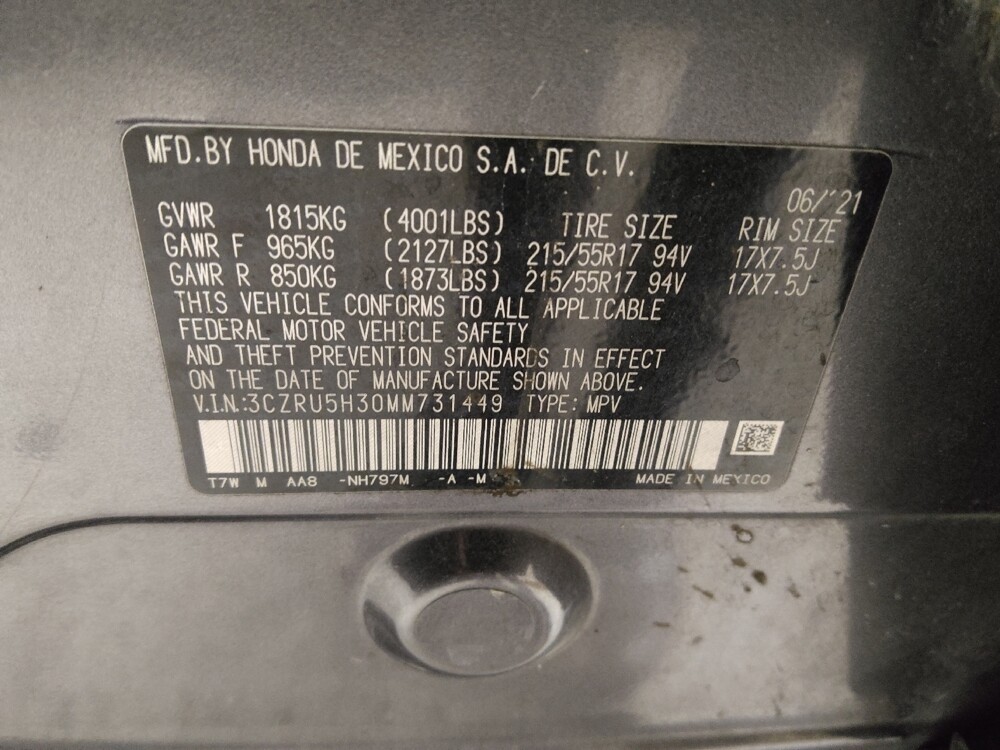 MFD.BY HONDA DE MEXICO S.A. DE C.V.
06/'21
GVWR 1815KG (4001LBS) TIRE SIZE RIM SIZE
GAWR F 965KG (2127LBS) 215/55R17 94V 17X7.5J
GAWR R 850KG (1873LBS) 215/55R17 94V 17X7.5J
THIS VEHICLE CONFORMS TO ALL APPLICABLE
FEDERAL MOTOR VEHICLE SAFETY
AND THEFT PREVENTION STANDARDS IN EFFECT
ON THE DATE OF MANUFACTURE SHOWN ABOVE.
V.I.N.:3CZRU5H30MM731449 TYPE: MPV
T7W M AA8 -NH797M -A -M MADE IN MEXICO